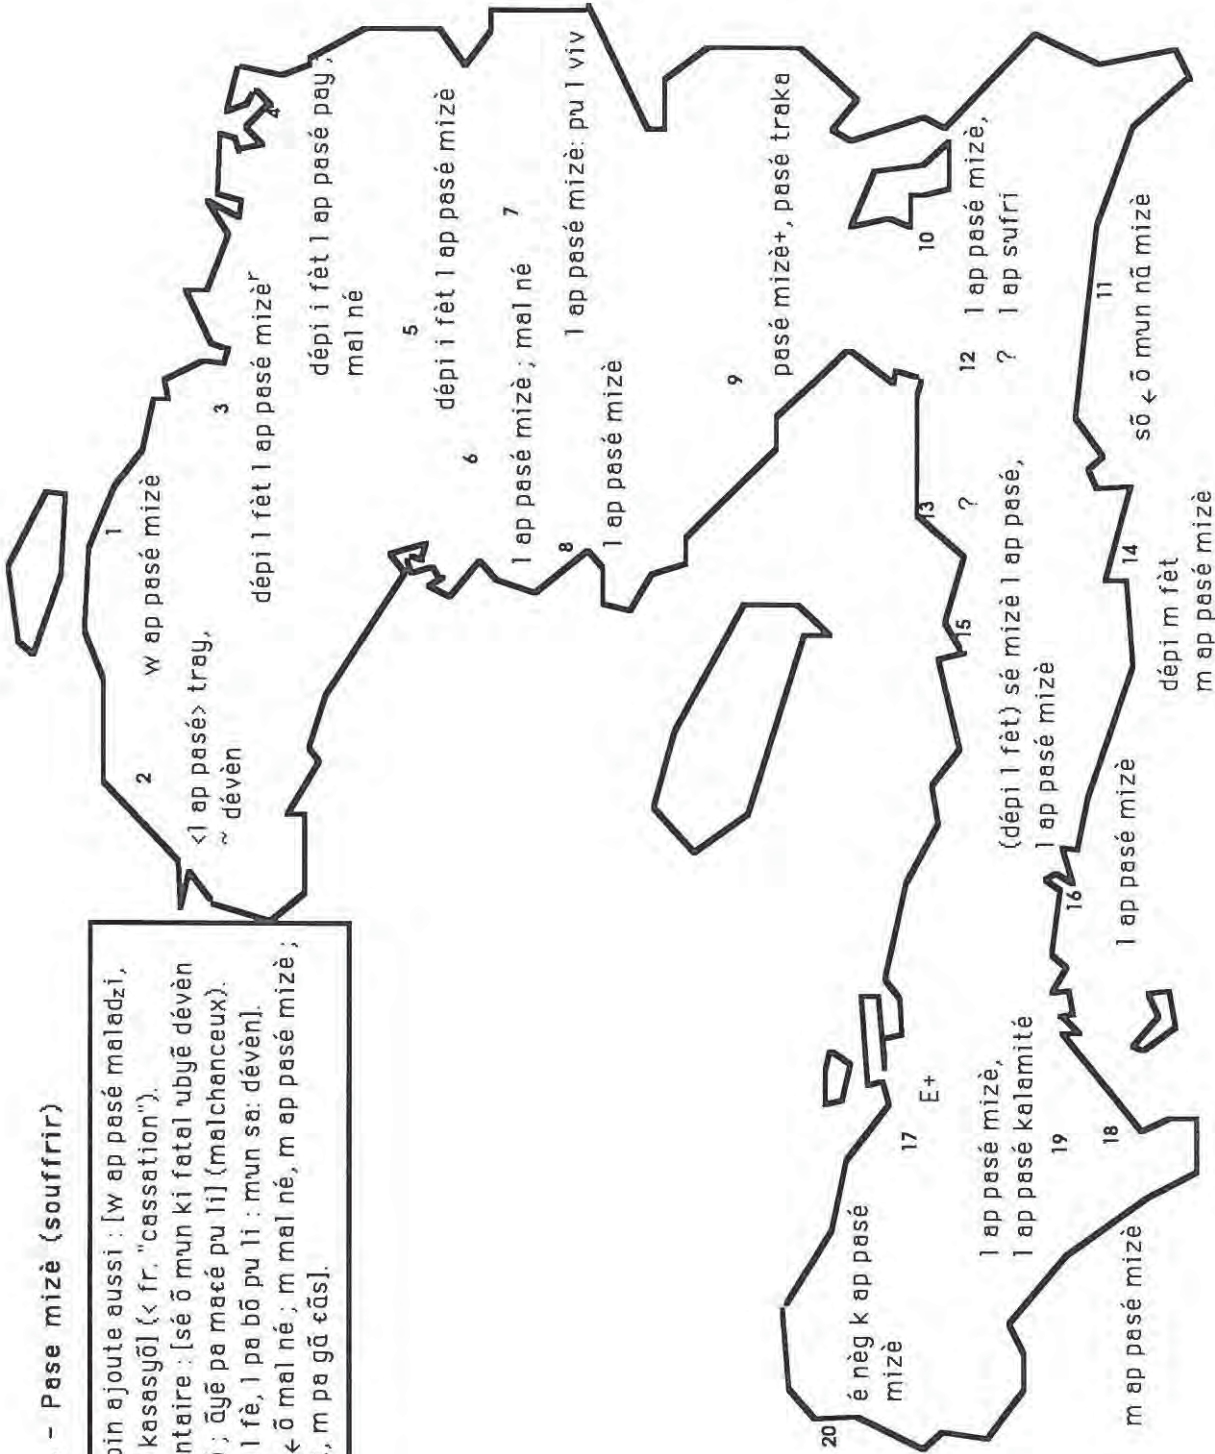 - Pase mizè (souffrir)
ajoute aussi : [w ap pasé maladzi,
kasasyõ] (< fr. "cassation").
[sé õ mun ki fatal ubyẽ dévèn
; ãyẽ pa maɛé pu li] (malchanceux).
l fè, l pa bõ pu li : mun sa: dévèn].
← õ mal né ; m mal né, m ap pasé mizè ;
, m pa gã ɛãs].
1
w ap pasé mizè
2
<l ap pasé> tray,
~ dévèn
3
dépi l fèt l ap pasé mizèʳ
4
dépi i fèt l ap pasé pay ;
mal né
5
dépi i fèt l ap pasé mizè
6
l ap pasé mizè ; mal né
7
l ap pasé mizè: pu l viv
8
l ap pasé mizè
9
pasé mizè+, pasé traka
10
l ap pasé mizè,
l ap sufri
11
sõ ← õ mun nã mizè
12
?
13
?
14
dépi m fèt
m ap pasé mizè
15
(dépi l fèt) sé mizè l ap pasé,
l ap pasé mizè
16
l ap pasé mizè
17
E+
18
m ap pasé mizè
19
l ap pasé mizè,
l ap pasé kalamité
20
é nèg k ap pasé
mizè